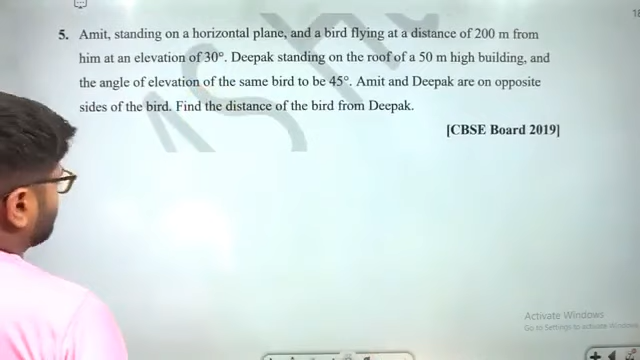 18
5. Amit, standing on a horizontal plane, and a bird flying at a distance of 200 m from
him at an elevation of 30°. Deepak standing on the roof of a 50 m high building, and
the angle of elevation of the same bird to be 45°. Amit and Deepak are on opposite
sides of the bird. Find the distance of the bird from Deepak.
[CBSE Board 2019]
Activate Windows
Go to Settings to activate Windows